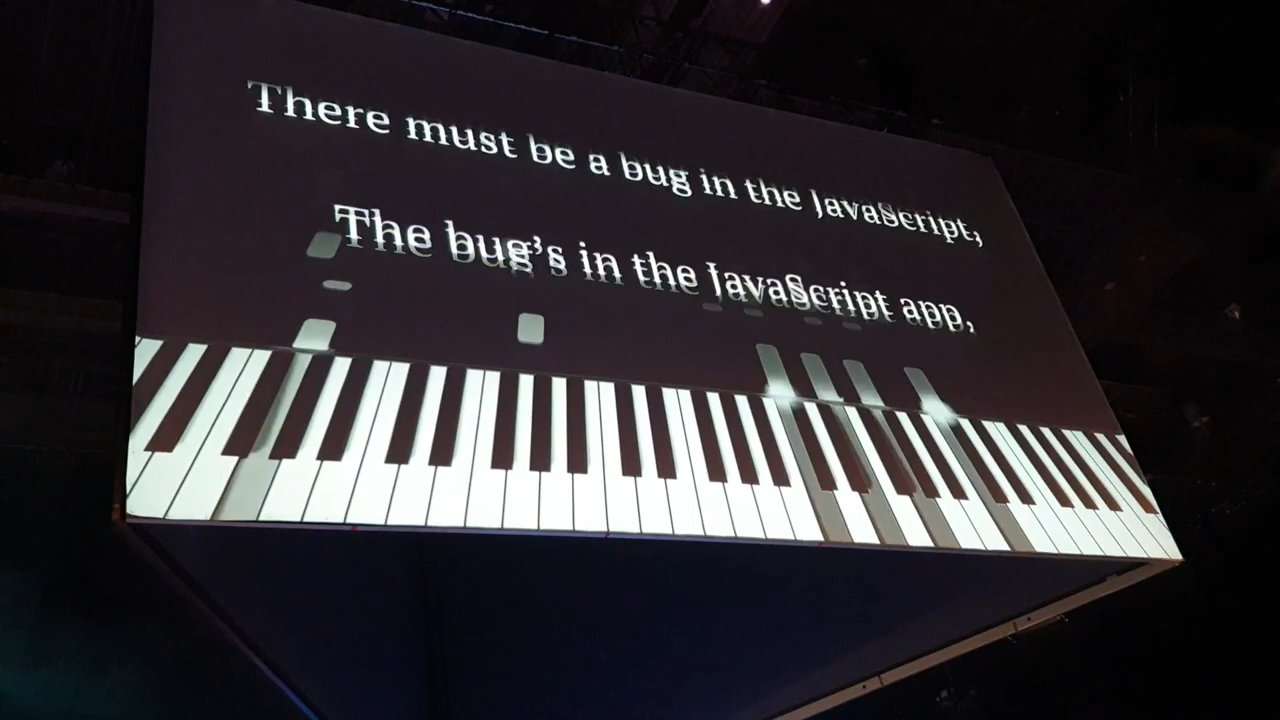 There must be a bug in the JavaScript,
The bug's in the JavaScript app,